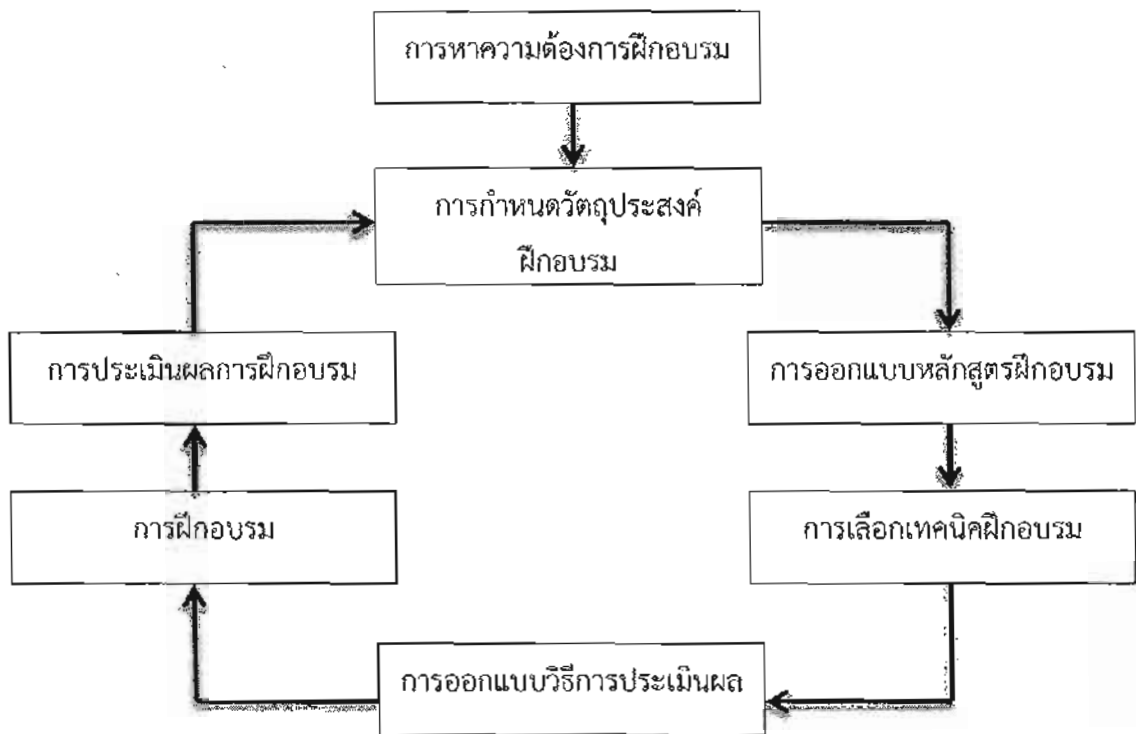 การหาความต้องการฝึกอบรม
การกำหนดวัตถุประสงค์
ฝึกอบรม
การออกแบบหลักสูตรฝึกอบรม
การเลือกเทคนิคฝึกอบรม
การออกแบบวิธีการประเมินผล
การฝึกอบรม
การประเมินผลการฝึกอบรม